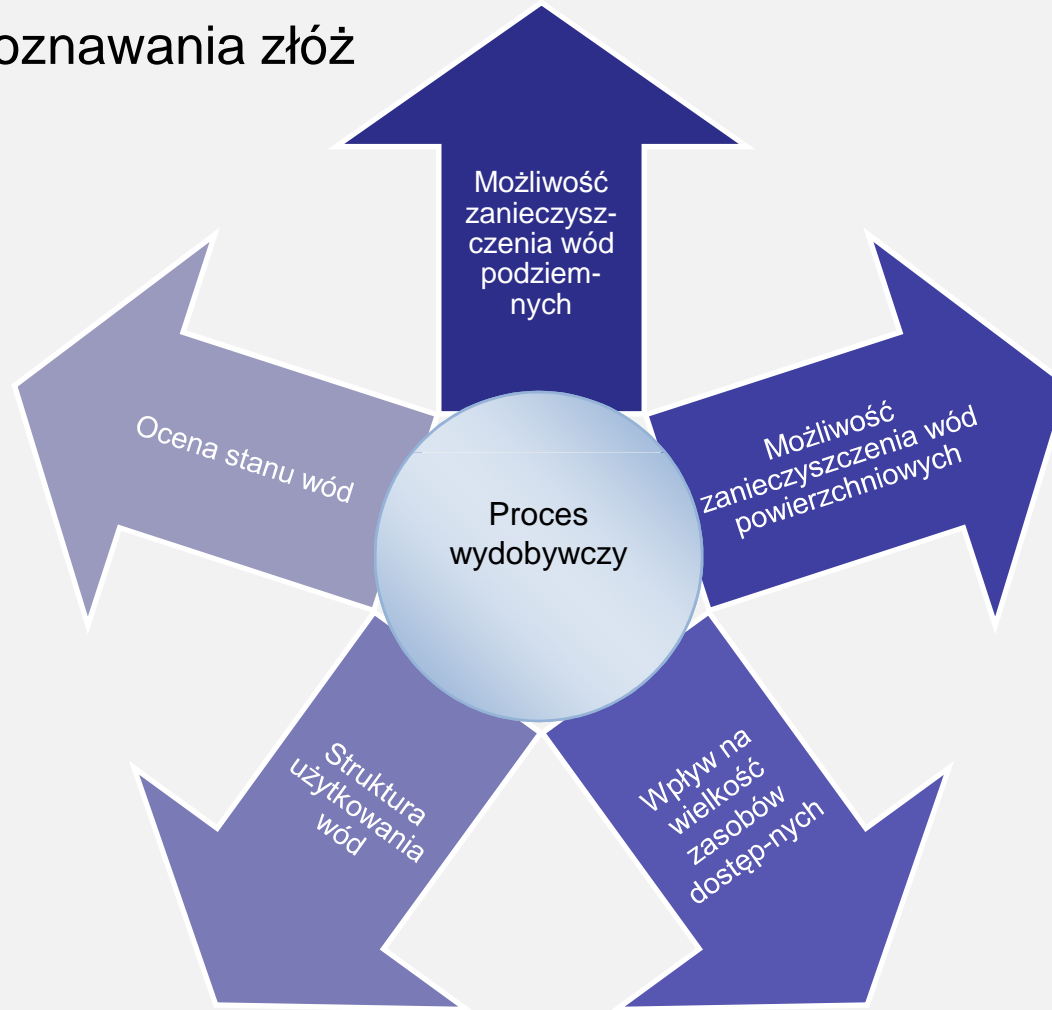 oznawania złóż
Możliwość
zanieczysz-
czenia wód
podziem-
nych
Możliwość
zanieczyszczenia wód
powierzchniowych
Ocena stanu wód
Proces
wydobywczy
Struktura
użytkowania
wód
Wpływ na
wielkość
zasobów
dostęp-nych